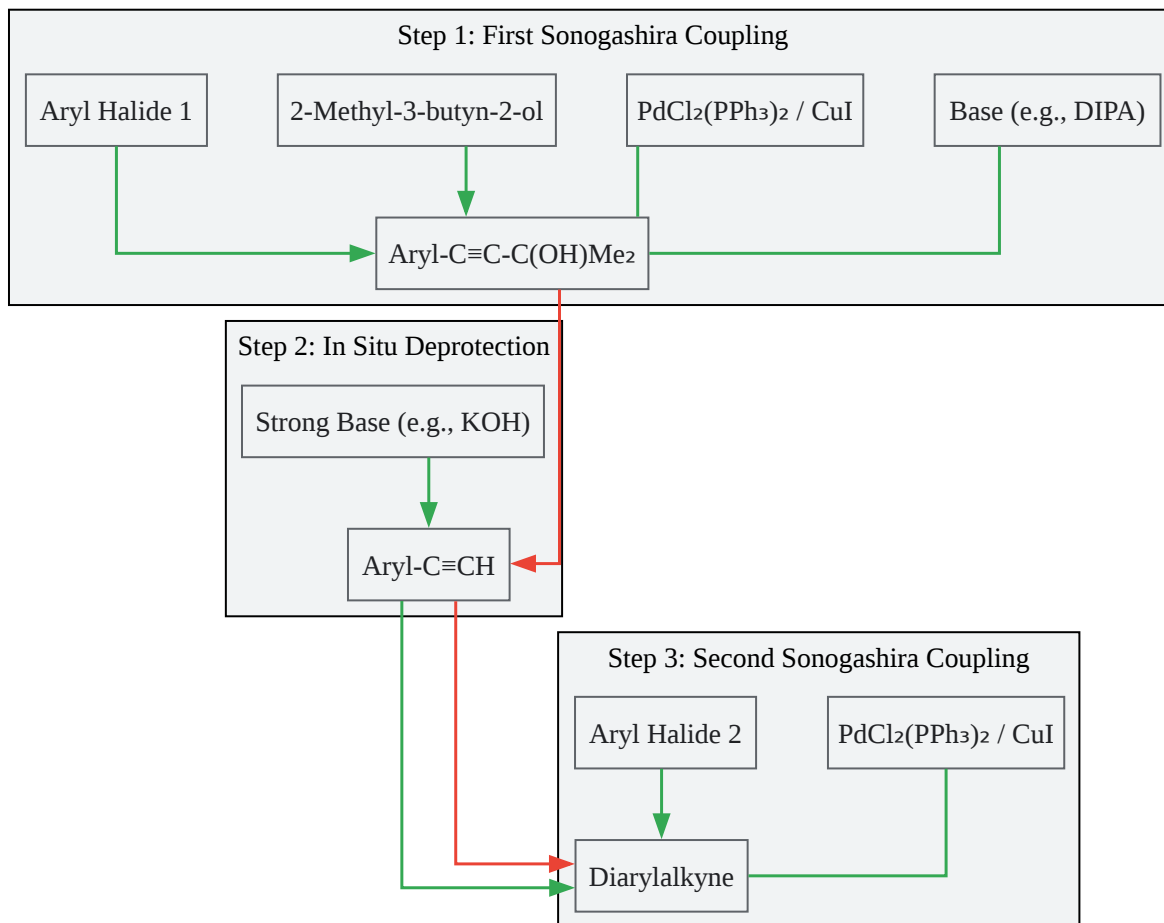 Step 1: First Sonogashira Coupling
Aryl Halide 1
2-Methyl-3-butyn-2-ol
PdCl₂(PPh₃)₂ / CuI
Base (e.g., DIPA)
Aryl-C≡C-C(OH)Me₂
Step 2: In Situ Deprotection
Strong Base (e.g., KOH)
Aryl-C≡CH
Step 3: Second Sonogashira Coupling
Aryl Halide 2
PdCl₂(PPh₃)₂ / CuI
Diarylalkyne